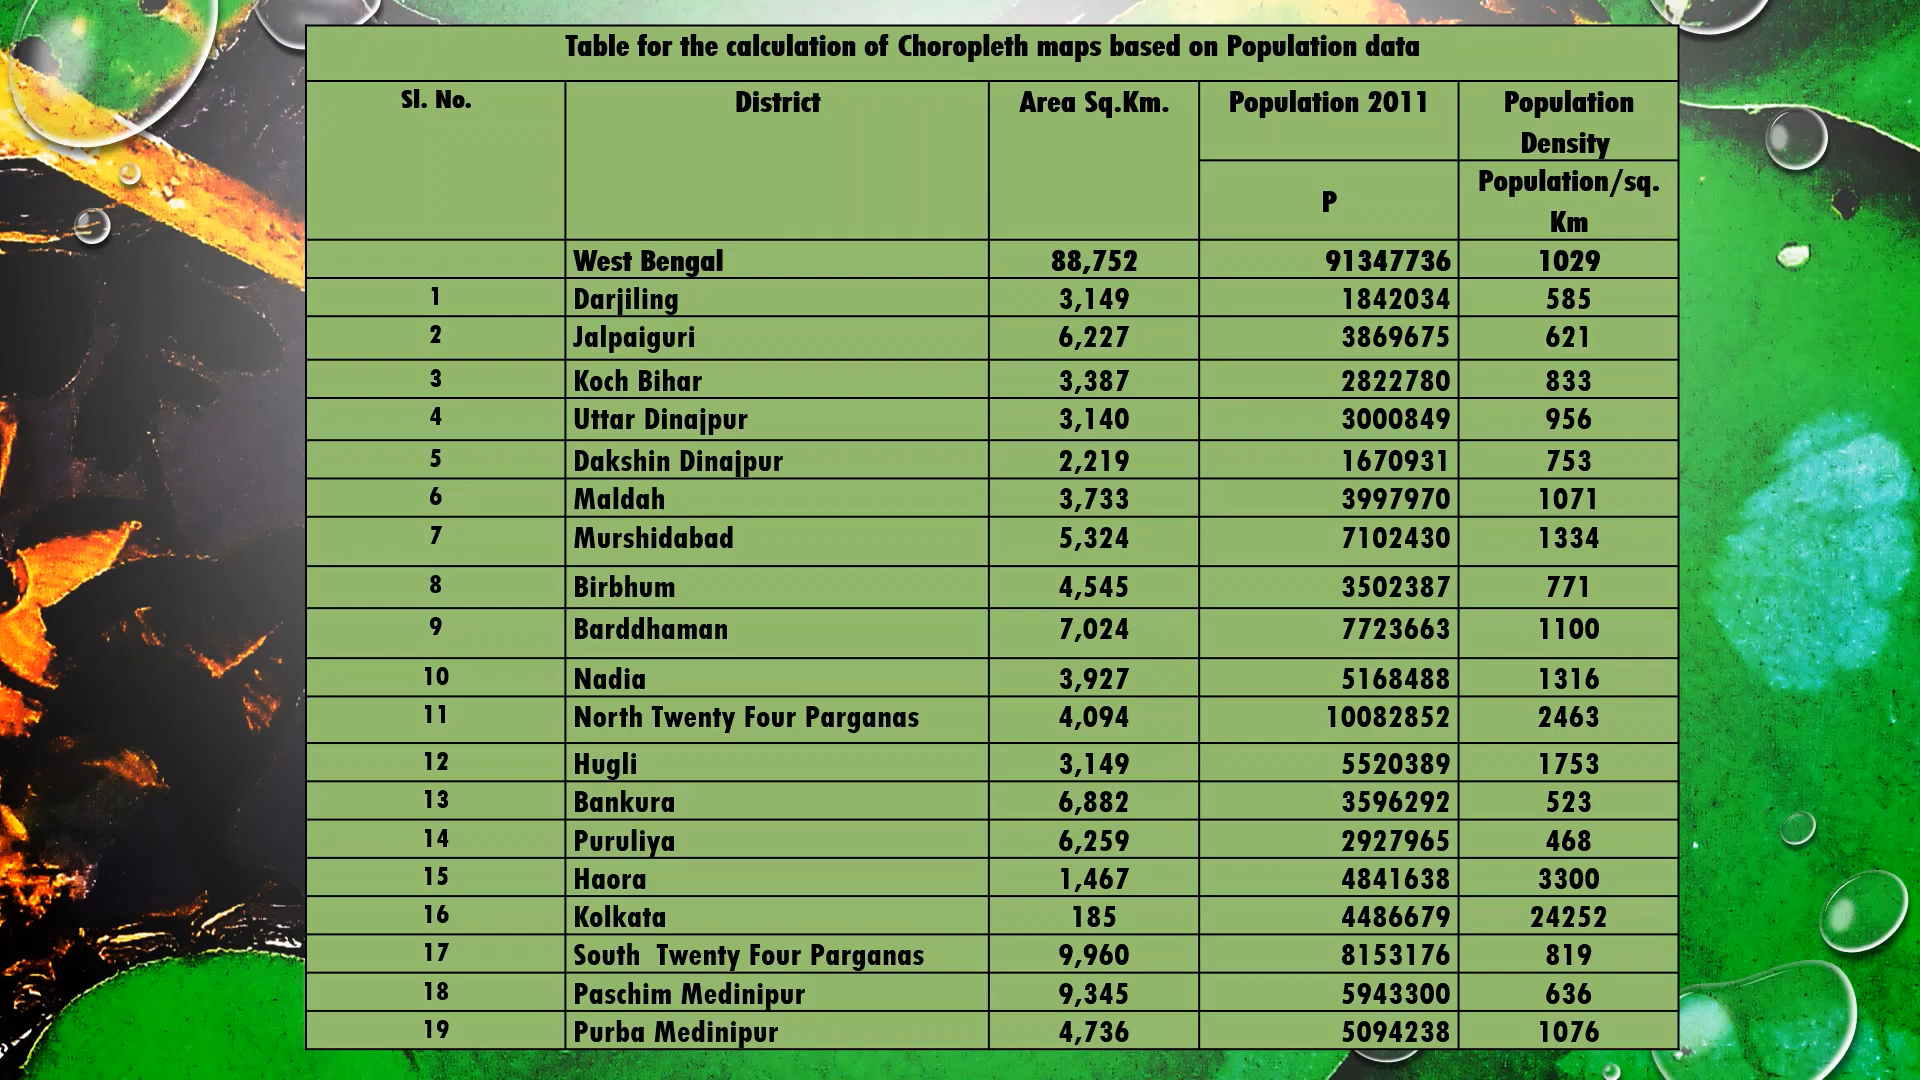 Table for the calculation of Choropleth maps based on Population data
Sl. No. District Area Sq.Km. Population 2011 Population Density
P Population/sq. Km
West Bengal 88,752 91347736 1029
1 Darjiling 3,149 1842034 585
2 Jalpaiguri 6,227 3869675 621
3 Koch Bihar 3,387 2822780 833
4 Uttar Dinajpur 3,140 3000849 956
5 Dakshin Dinajpur 2,219 1670931 753
6 Maldah 3,733 3997970 1071
7 Murshidabad 5,324 7102430 1334
8 Birbhum 4,545 3502387 771
9 Barddhaman 7,024 7723663 1100
10 Nadia 3,927 5168488 1316
11 North Twenty Four Parganas 4,094 10082852 2463
12 Hugli 3,149 5520389 1753
13 Bankura 6,882 3596292 523
14 Puruliya 6,259 2927965 468
15 Haora 1,467 4841638 3300
16 Kolkata 185 4486679 24252
17 South Twenty Four Parganas 9,960 8153176 819
18 Paschim Medinipur 9,345 5943300 636
19 Purba Medinipur 4,736 5094238 1076